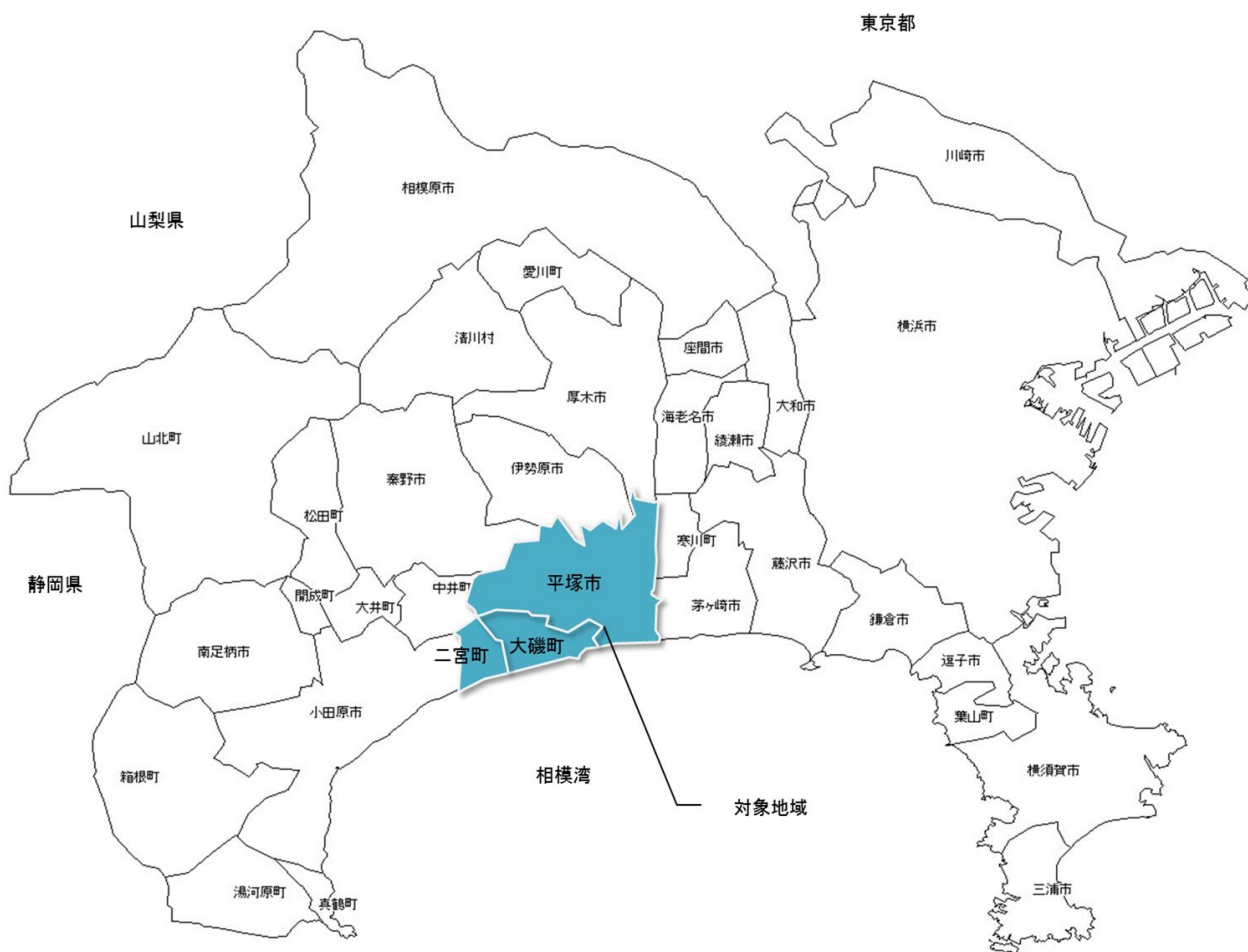 東京都
川崎市
相模原市
山梨県
愛川町
横浜市
清川村
座間市
厚木市
海老名市
大和市
山北町
綾瀬市
伊勢原市
秦野市
松田町
寒川町
藤沢市
静岡県
平塚市
中井町
開成町
大井町
茅ヶ崎市
鎌倉市
大磯町
南足柄市
二宮町
逗子市
小田原市
葉山町
横須賀市
箱根町
相模湾
対象地域
湯河原町
三浦市
真鶴町